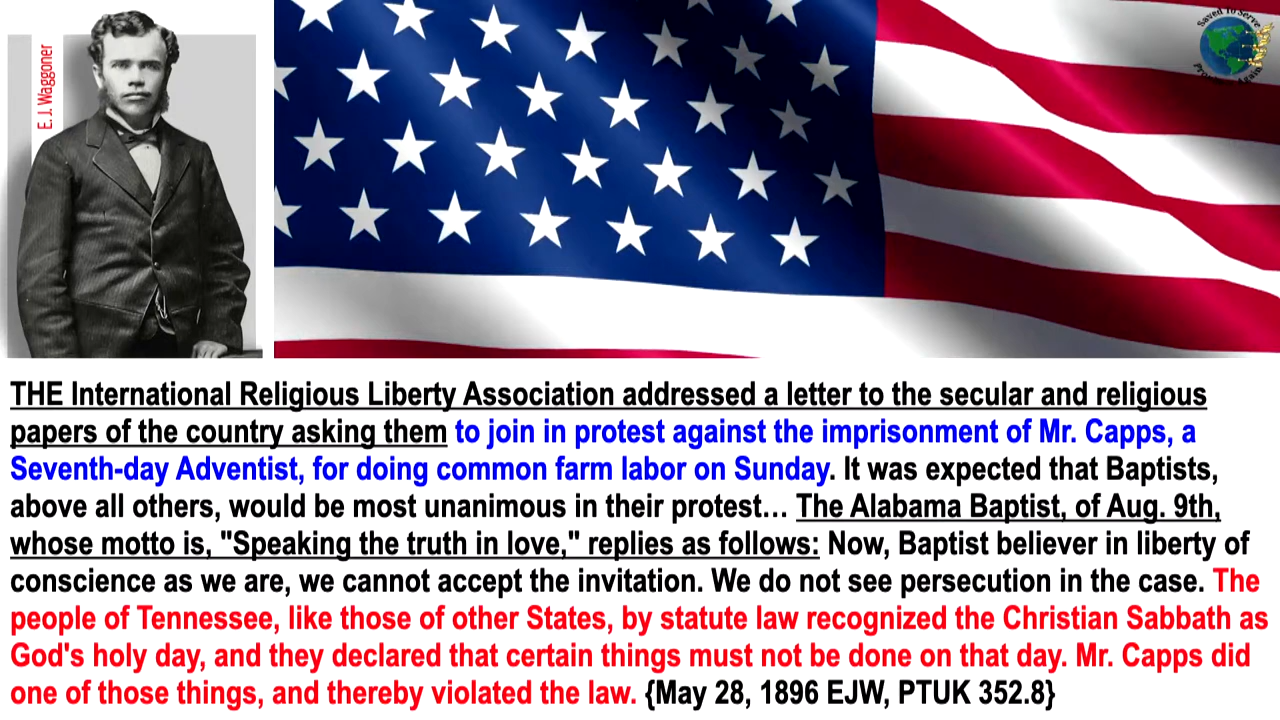 E. J. Waggoner
Saved To Serve
THE International Religious Liberty Association addressed a letter to the secular and religious
papers of the country asking them to join in protest against the imprisonment of Mr. Capps, a
Seventh-day Adventist, for doing common farm labor on Sunday. It was expected that Baptists,
above all others, would be most unanimous in their protest… The Alabama Baptist, of Aug. 9th,
whose motto is, "Speaking the truth in love," replies as follows: Now, Baptist believer in liberty of
conscience as we are, we cannot accept the invitation. We do not see persecution in the case. The
people of Tennessee, like those of other States, by statute law recognized the Christian Sabbath as
God's holy day, and they declared that certain things must not be done on that day. Mr. Capps did
one of those things, and thereby violated the law. {May 28, 1896 EJW, PTUK 352.8}